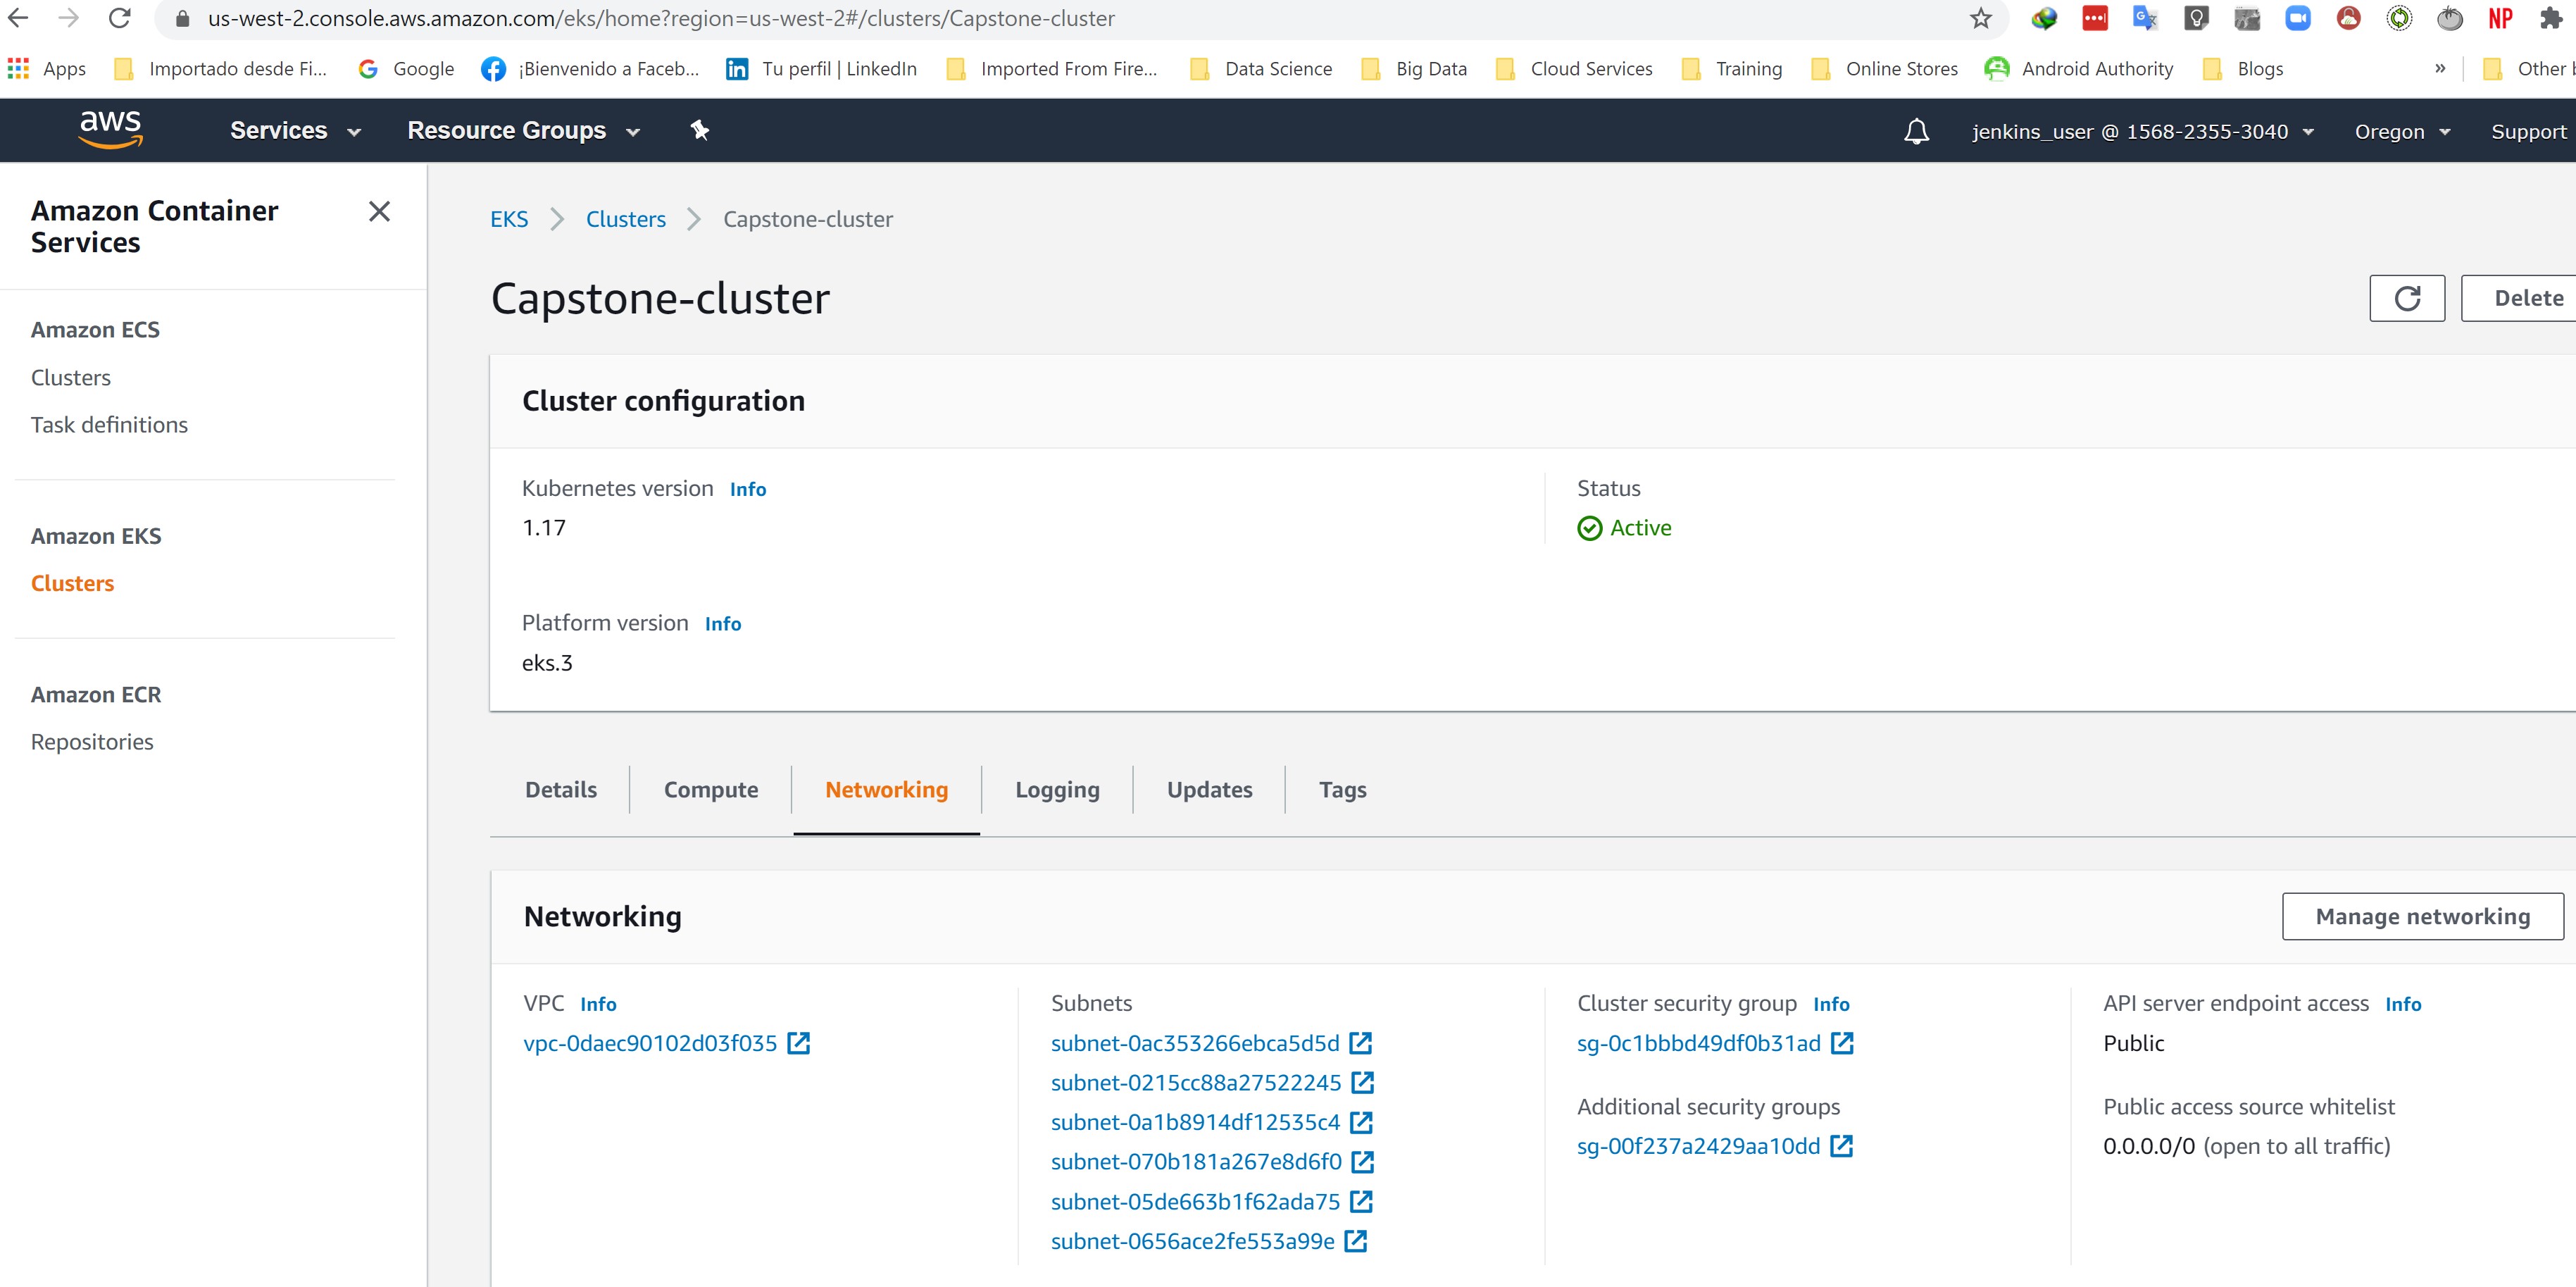 us-west-2.console.aws.amazon.com/eks/home?region=us-west-2#/clusters/Capstone-cluster
NP
Apps Importado desde Fi... Google ¡Bienvenido a Faceb... Tu perfil | LinkedIn Imported From Fire... Data Science Big Data Cloud Services Training Online Stores Android Authority Blogs » Other
aws Services Resource Groups jenkins_user @ 1568-2355-3040 Oregon Support
Amazon Container
Services
Amazon ECS
Clusters
Task definitions
Amazon EKS
Clusters
Amazon ECR
Repositories
EKS Clusters Capstone-cluster
Capstone-cluster
Delete
Cluster configuration
Kubernetes version Info
1.17
Status
Active
Platform version Info
eks.3
Details Compute Networking Logging Updates Tags
Networking
Manage networking
VPC Info
vpc-0daec90102d03f035
Subnets
subnet-0ac353266ebca5d5d
subnet-0215cc88a27522245
subnet-0a1b8914df12535c4
subnet-070b181a267e8d6f0
subnet-05de663b1f62ada75
subnet-0656ace2fe553a99e
Cluster security group Info
sg-0c1bbbd49df0b31ad
Additional security groups
sg-00f237a2429aa10dd
API server endpoint access Info
Public
Public access source whitelist
0.0.0.0/0 (open to all traffic)